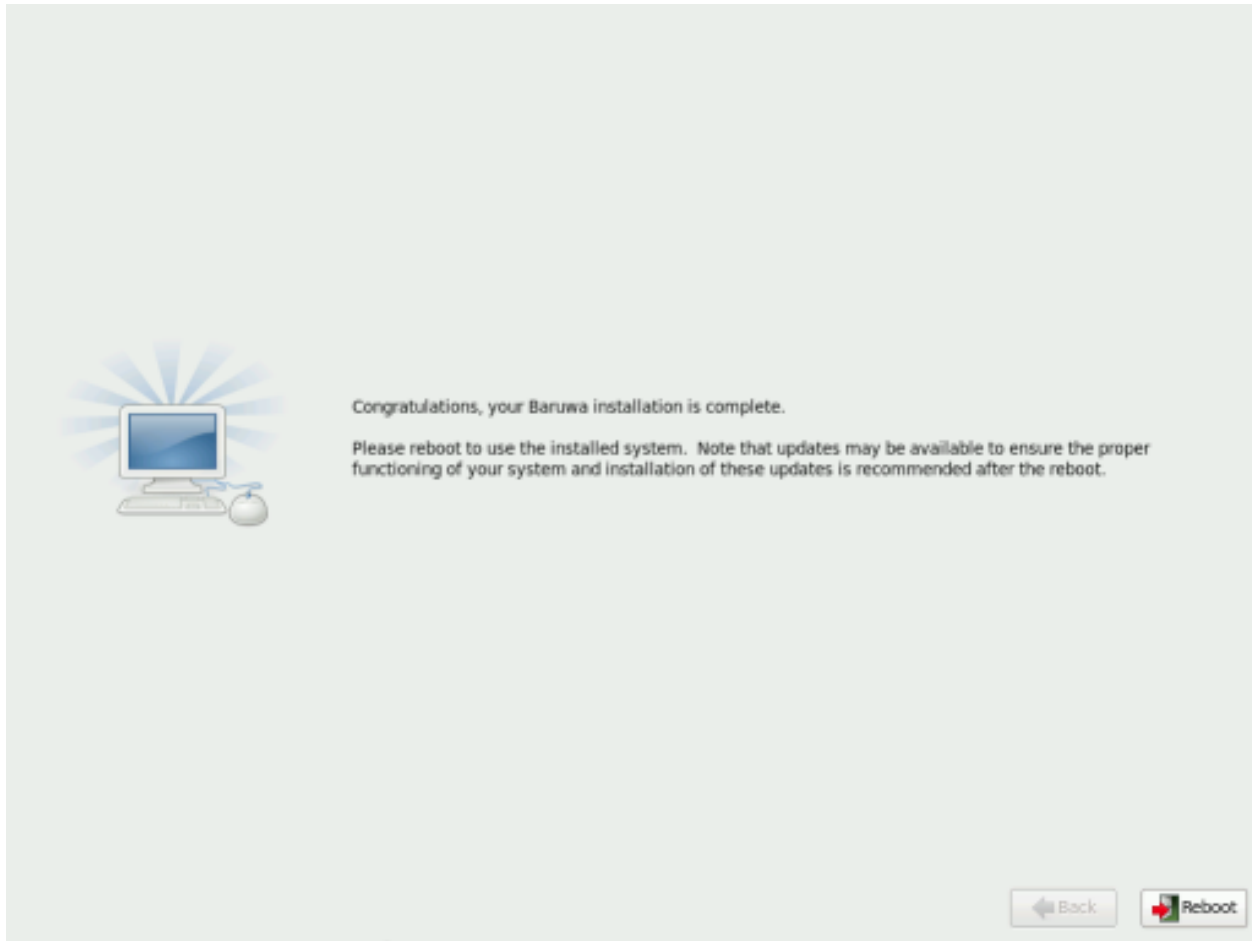 Congratulations, your Baruwa installation is complete.
Please reboot to use the installed system.  Note that updates may be available to ensure the proper
functioning of your system and installation of these updates is recommended after the reboot.
Back
Reboot